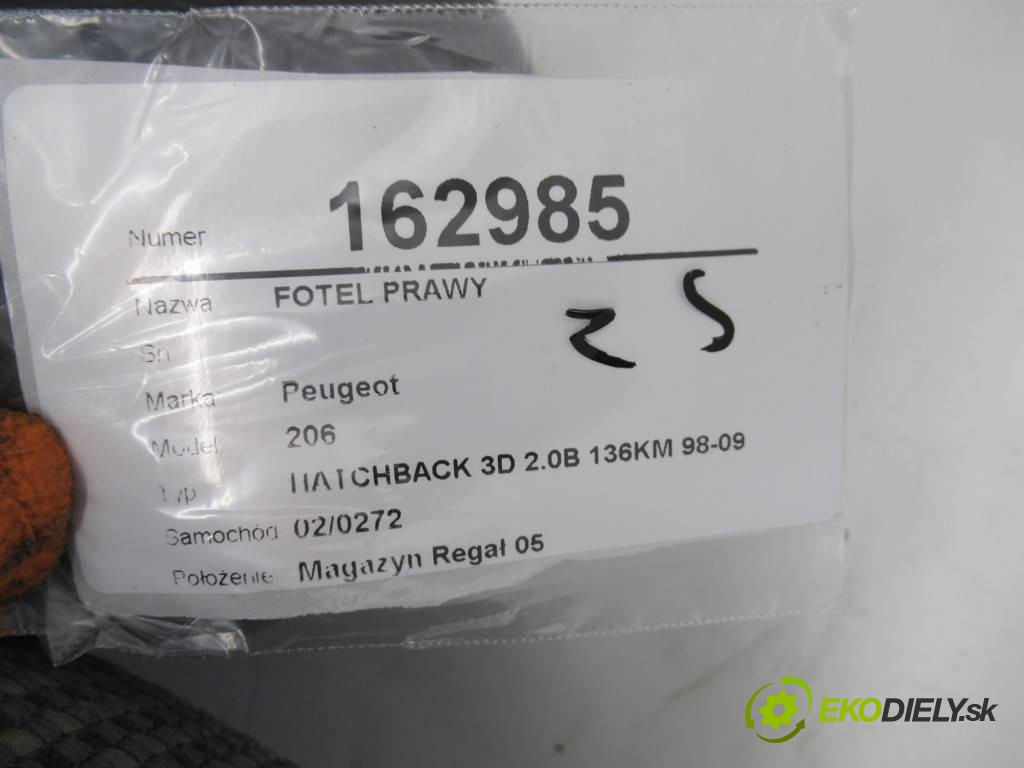 Numer 162985
Nazwa FOTEL PRAWY
Sn
Marka Peugeot
Model 206
Typ HATCHBACK 3D 2.0B 136KM 98-09
Samochód 02/0272
Położenie Magazyn Regał 05
EKODIELY.sk